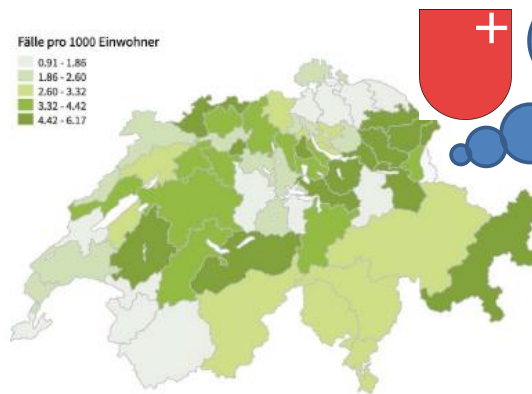 Fälle pro 1000 Einwohner
0.91 - 1.86
1.86 - 2.60
2.60 - 3.32
3.32 - 4.42
4.42 - 6.17